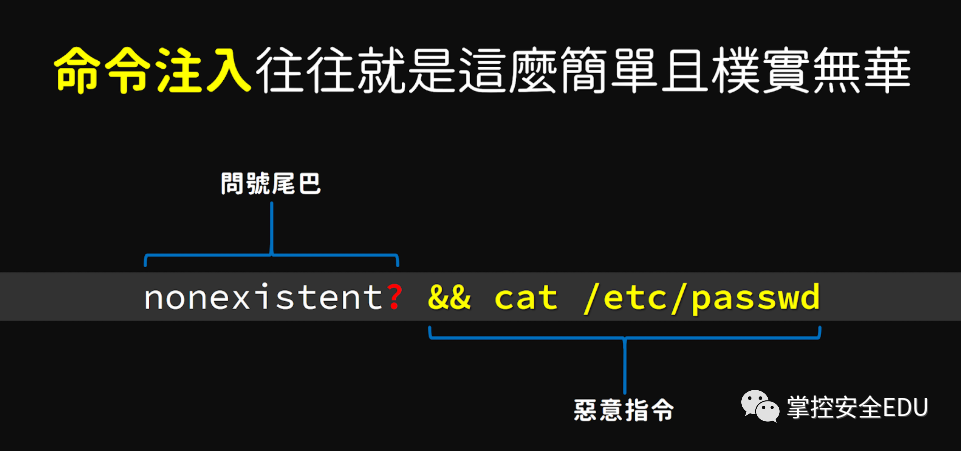 命令注入往往就是這麼簡單且樸實無華
問號尾巴
nonexistent? && cat /etc/passwd
惡意指令
掌控安全EDU